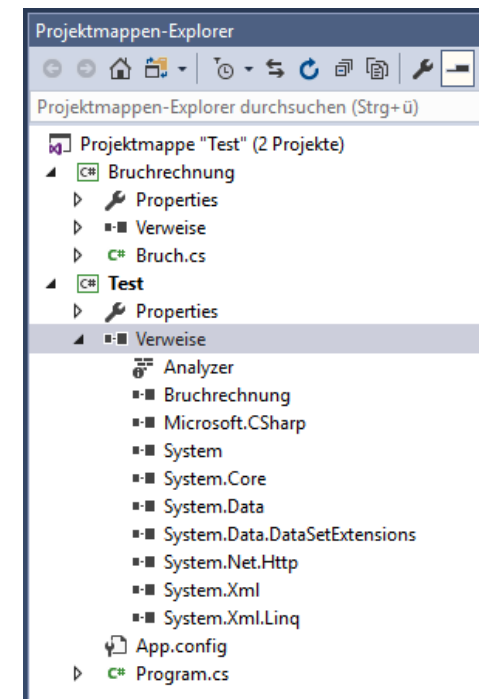 Projektmappen-Explorer
Projektmappen-Explorer durchsuchen (Strg+ü)
Projektmappe "Test" (2 Projekte)
C# Bruchrechnung
Properties
Verweise
C# Bruch.cs
C# Test
Properties
Verweise
Analyzer
Bruchrechnung
Microsoft.CSharp
System
System.Core
System.Data
System.Data.DataSetExtensions
System.Net.Http
System.Xml
System.Xml.Linq
App.config
C# Program.cs